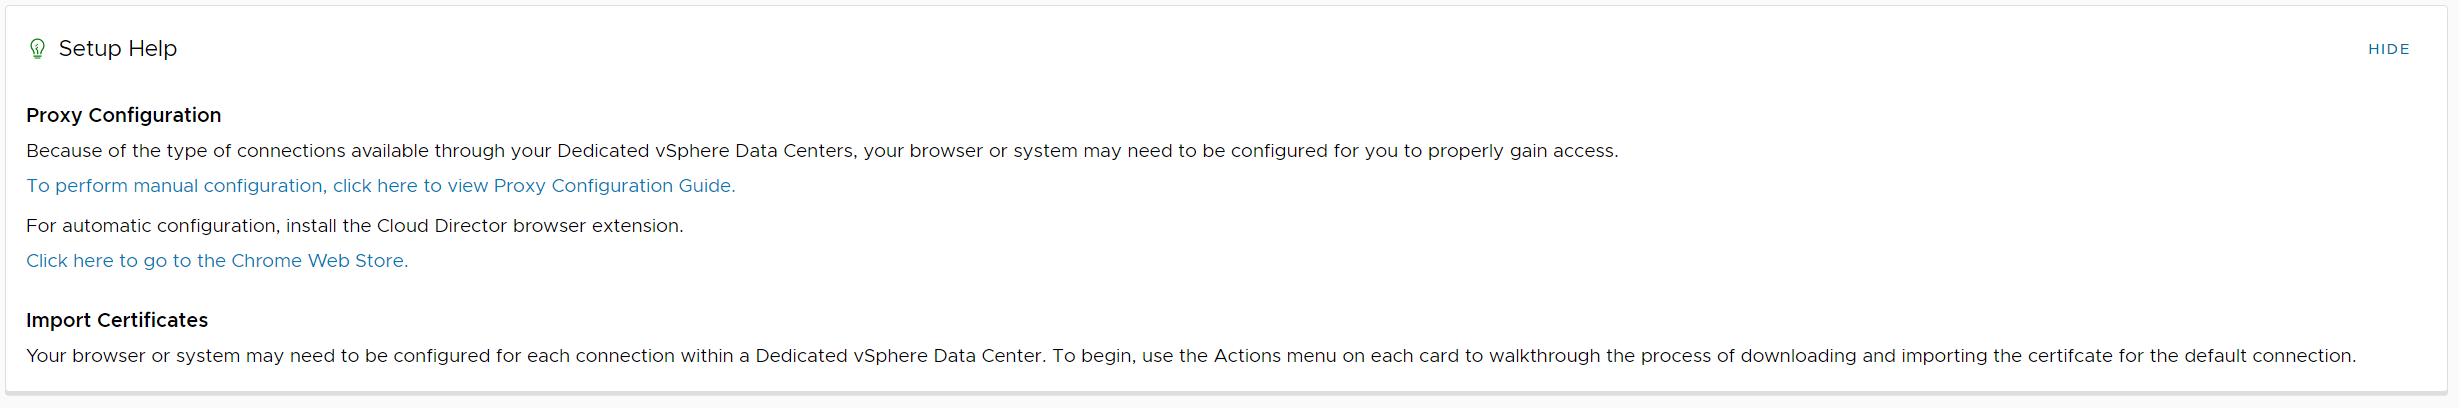 Setup Help
HIDE
Proxy Configuration
Because of the type of connections available through your Dedicated vSphere Data Centers, your browser or system may need to be configured for you to properly gain access.
To perform manual configuration, click here to view Proxy Configuration Guide.
For automatic configuration, install the Cloud Director browser extension.
Click here to go to the Chrome Web Store.
Import Certificates
Your browser or system may need to be configured for each connection within a Dedicated vSphere Data Center. To begin, use the Actions menu on each card to walkthrough the process of downloading and importing the certifcate for the default connection.